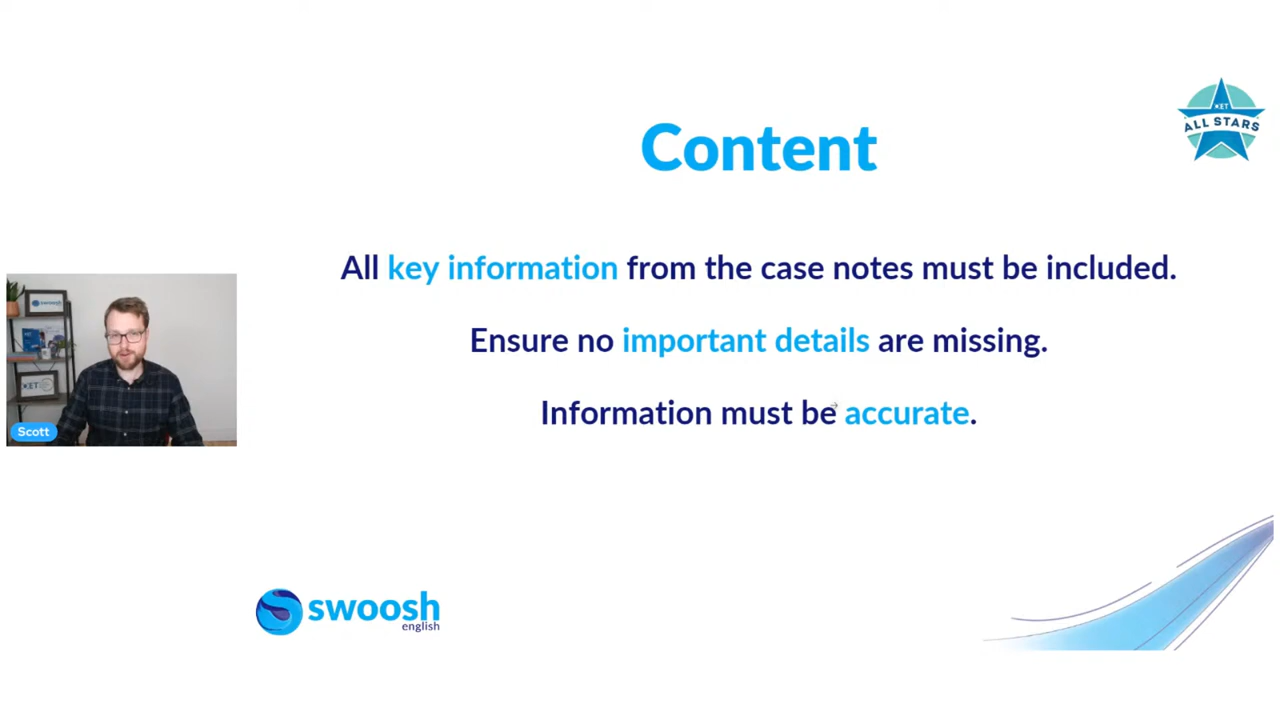 ALL STARS
Content
All key information from the case notes must be included.
Ensure no important details are missing.
Information must be accurate.
swoosh
Scott
swoosh
english